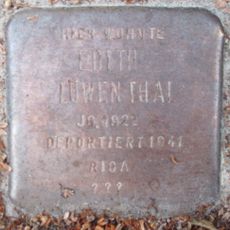 HIER WOHNTE
EDITH
LÖWENTHAL
JG. 1922
DEPORTIERT 1941
RIGA
???